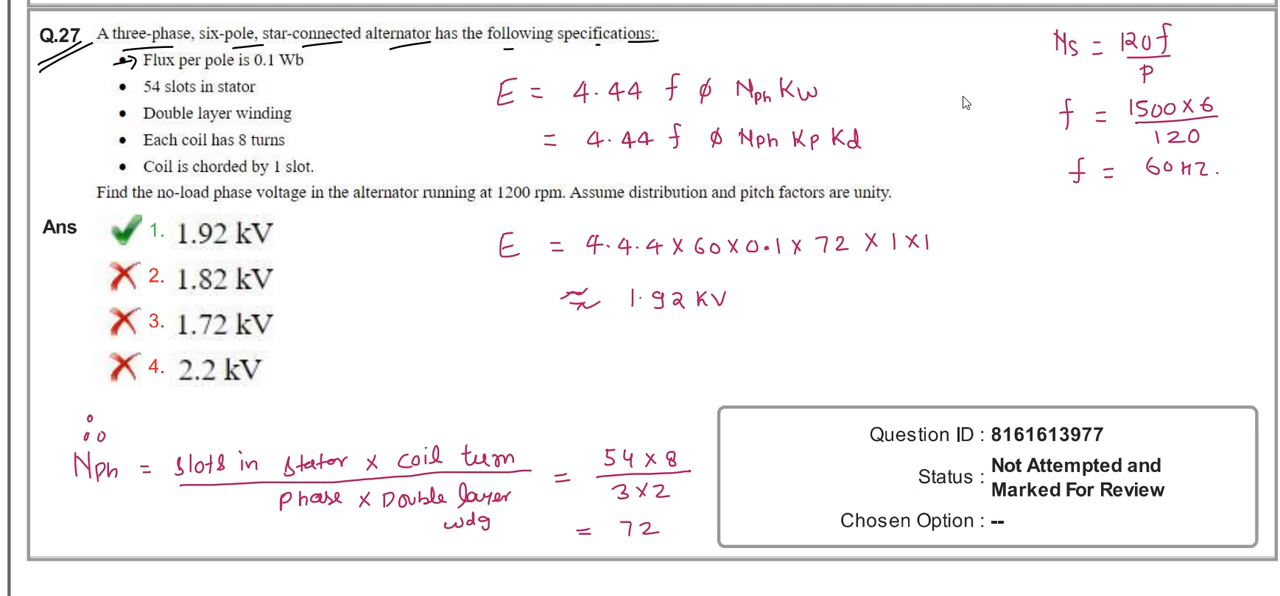 Q.27 A three-phase, six-pole, star-connected alternator has the following specifications:
Flux per pole is 0.1 Wb
• 54 slots in stator
• Double layer winding
• Each coil has 8 turns
• Coil is chorded by 1 slot.
Find the no-load phase voltage in the alternator running at 1200 rpm. Assume distribution and pitch factors are unity.
Ans
1. 1.92 kV
2. 1.82 kV
3. 1.72 kV
4. 2.2 kV
E = 4.44 f ϕ Nph Kw
= 4.44 f ϕ Nph Kp Kd
Ns = 120f / P
f = 1500 × 6 / 120
f = 60 HZ.
E = 4.4.4 × 60 × 0.1 × 72 × 1 × 1
≈ 1.92 KV
Nph = slots in stator × coil turn / phase × Double layer wdg = 54 × 8 / 3 × 2
= 72
Question ID : 8161613977
Status : Not Attempted and
Marked For Review
Chosen Option : --